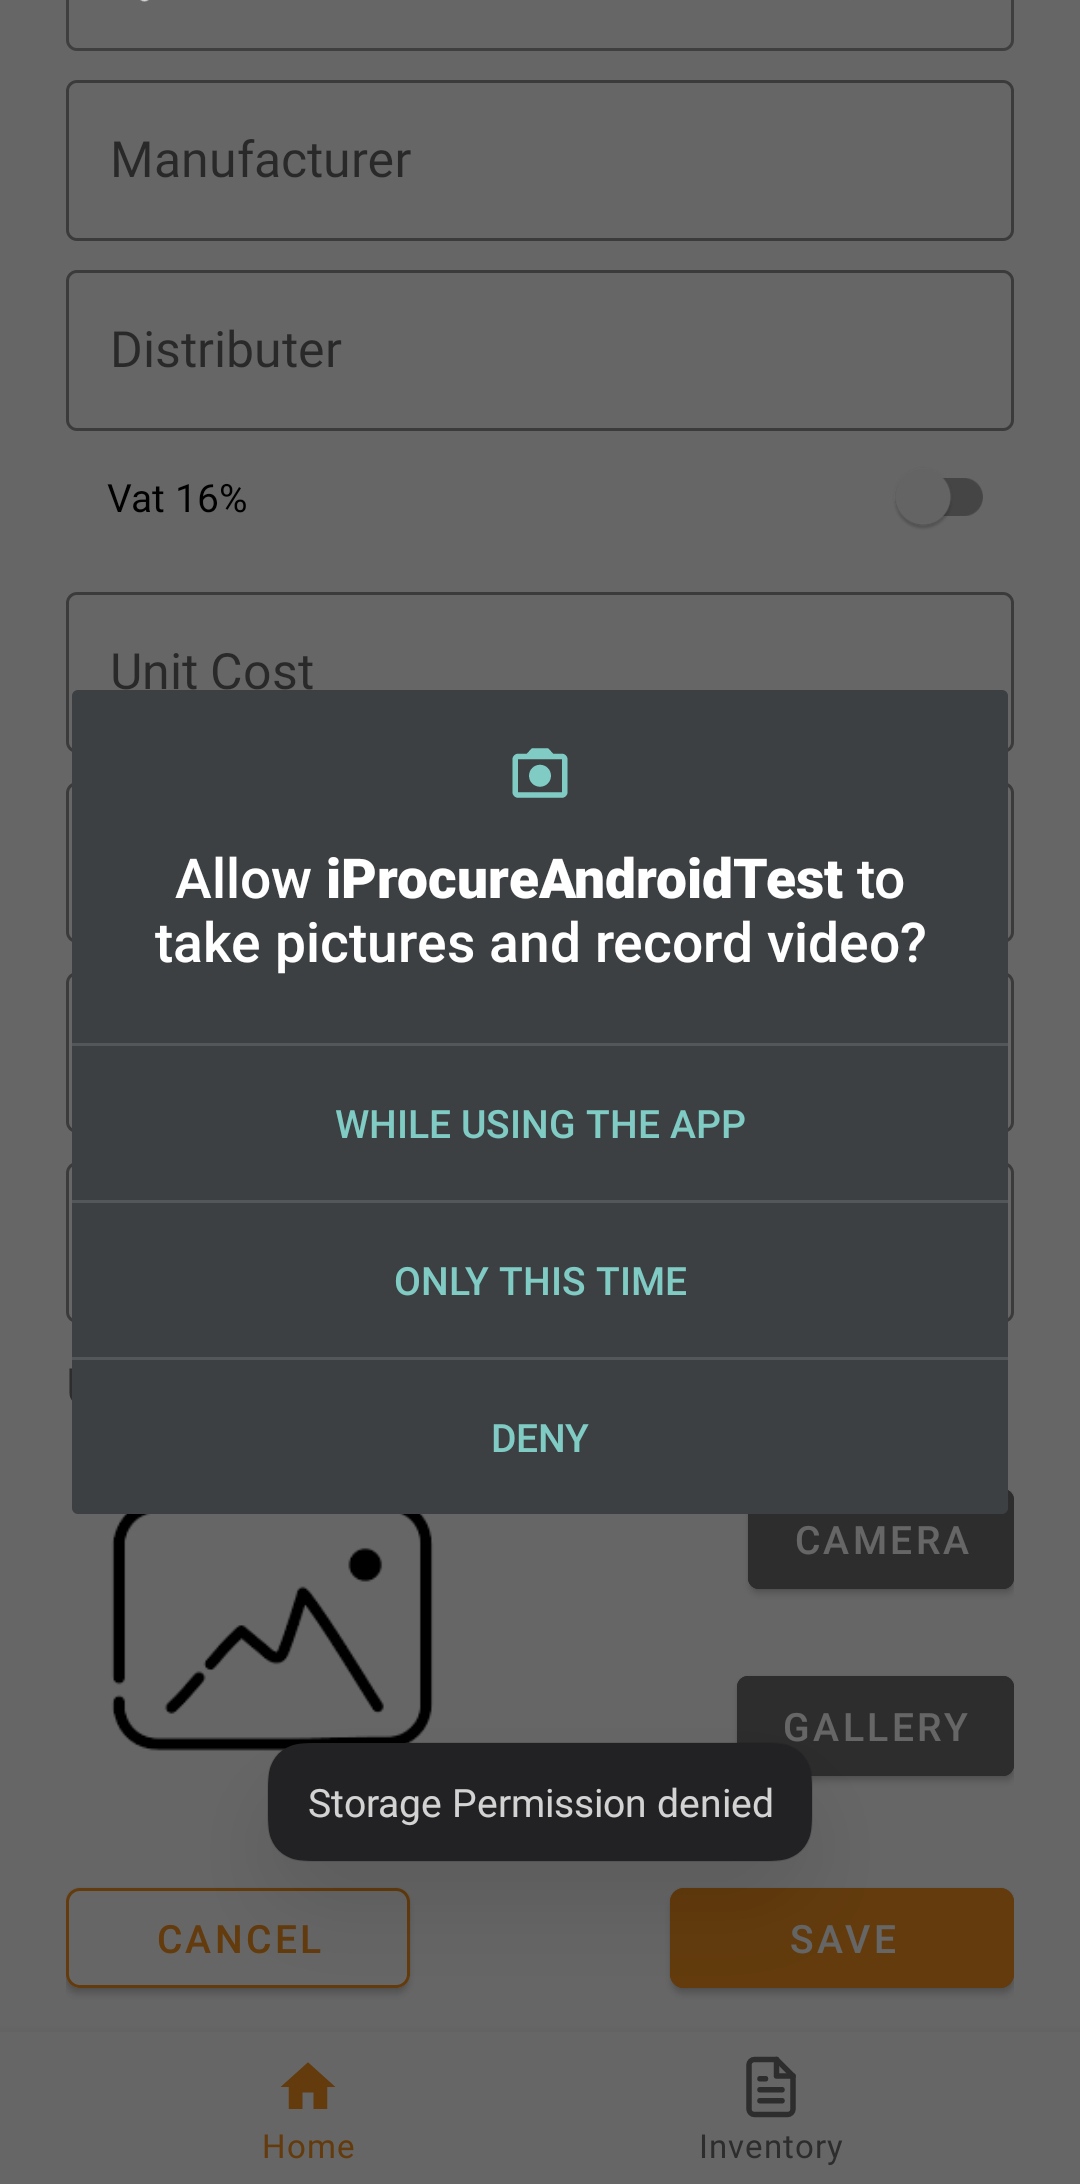 Manufacturer
Distributer
Vat 16%
Unit Cost
Allow iProcureAndroidTest to
take pictures and record video?
WHILE USING THE APP
ONLY THIS TIME
DENY
CAMERA
GALLERY
Storage Permission denied
CANCEL
SAVE
Home
Inventory